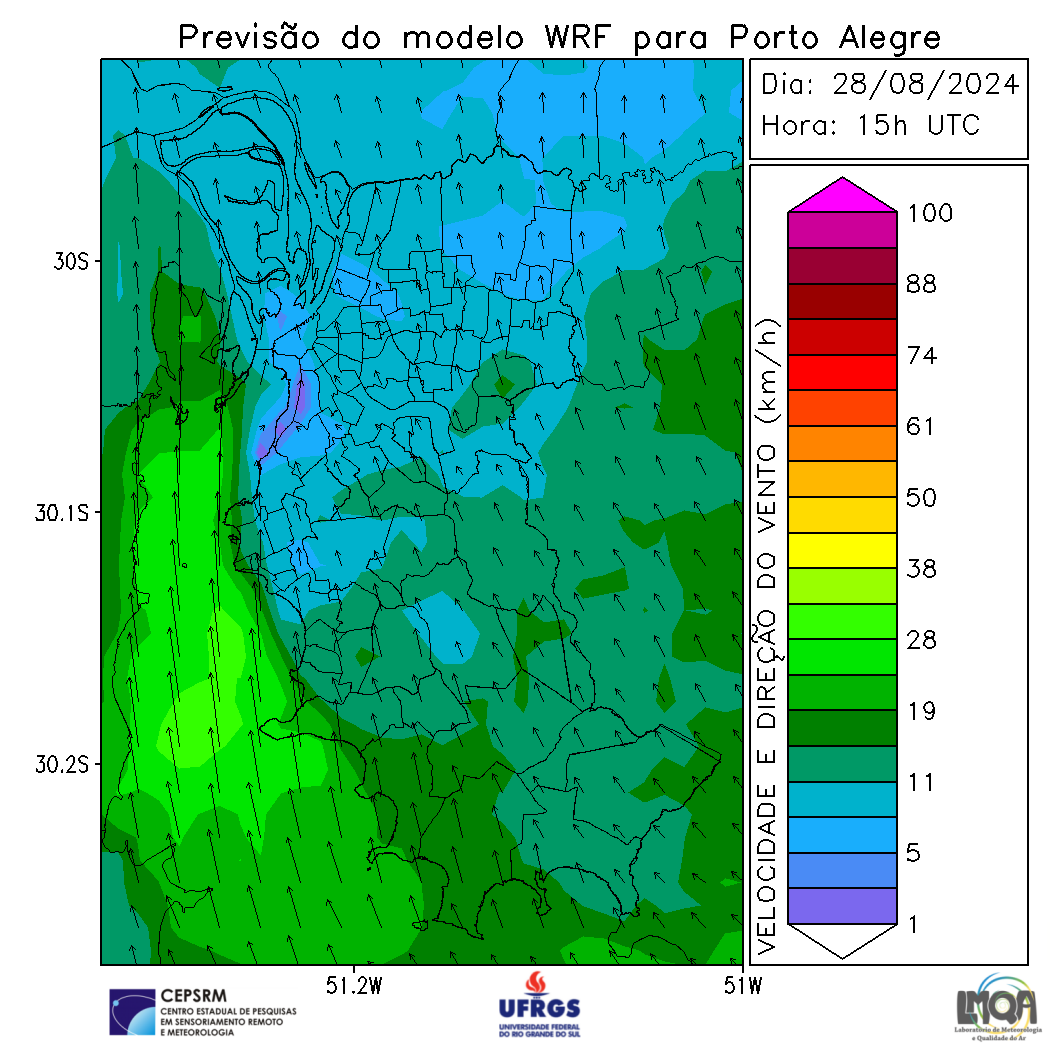 Previsão do modelo WRF para Porto Alegre
Dia: 28/08/2024
Hora: 15h UTC
30S
30.1S
30.2S
51.2W
51W
VELOCIDADE E DIREÇÃO DO VENTO (km/h)
100
88
74
61
50
38
28
19
11
5
1
CEPSRM
CENTRO ESTADUAL DE PESQUISAS
EM SENSORIAMENTO REMOTO
E METEOROLOGIA
UFRGS
UNIVERSIDADE FEDERAL
DO RIO GRANDE DO SUL
LMQA
Laboratório de Meteorologia
e Qualidade do Ar